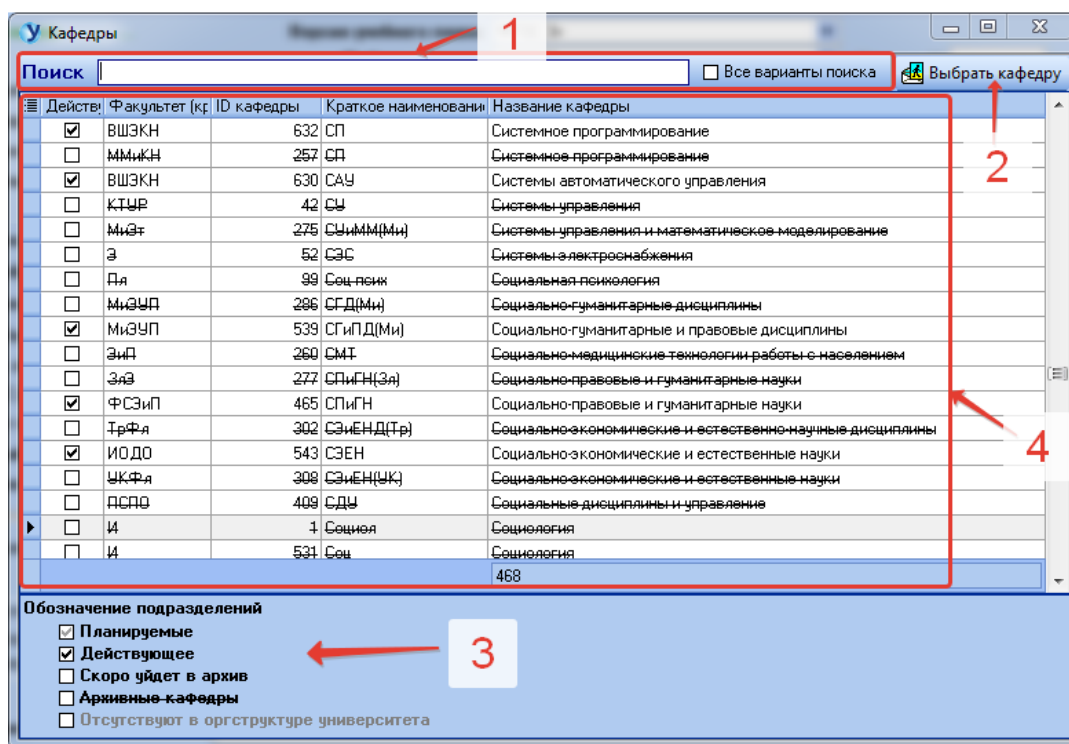 У Кафедры
1
Поиск Все варианты поиска Выбрать кафедру
Действ Факультет (кр ID кафедры Краткое наименовани Название кафедры
ВШЭКН 632 СП Системное программирование
ММиКН 257 СП Системное программирование
2
ВШЭКН 630 САУ Системы автоматического управления
КТУР 42 СУ Системы управления
МиЭт 275 СУиММ(Ми) Системы управления и математическое моделирование
Э 52 СЭС Системы электроснабжения
Пл 99 Соц псих Социальная психология
МиЭУП 286 СГД(Ми) Социально-гуманитарные дисциплины
МиЭУП 539 СГиПД(Ми) Социально-гуманитарные и правовые дисциплины
ЭиП 260 СМТ Социально-медицинские технологии работы с населением
ЗлЭ 277 СПиГН(Зл) Социально-правовые и гуманитарные науки
ФСЭиП 465 СПиГН Социально-правовые и гуманитарные науки
ТрФл 302 СЭиЕНД(Тр) Социально-экономические и естественно-научные дисциплины
4
ИОДО 543 СЭЕН Социально-экономические и естественные науки
УКФл 308 СЭиЕН(УК) Социально-экономические и естественные науки
ПСПО 409 СДУ Социальные дисциплины и управление
И 1 Социол Социология
И 531 Соц Социология
468
Обозначение подразделений
Планируемые
Действующее
3
Скоро уйдет в архив
Архивные кафедры
Отсутствуют в оргструктуре университета